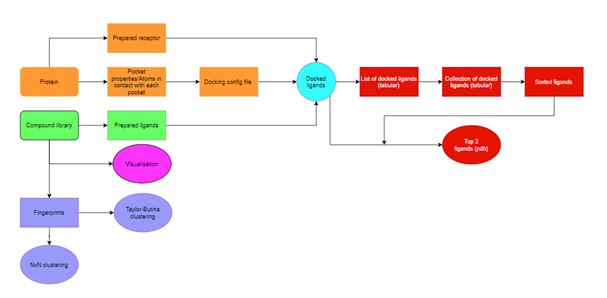 Prepared receptor
Protein
Pocket
properties/Atoms in
contact with each
pocket
Docking config file
Docked
ligands
List of docked ligands
(tabular)
Collection of docked
ligands (tabular)
Sorted ligands
Compound library
Prepared ligands
Top 2
ligands (pdb)
Visualisation
Fingerprints
Taylor-Butina
clustering
NxN clustering